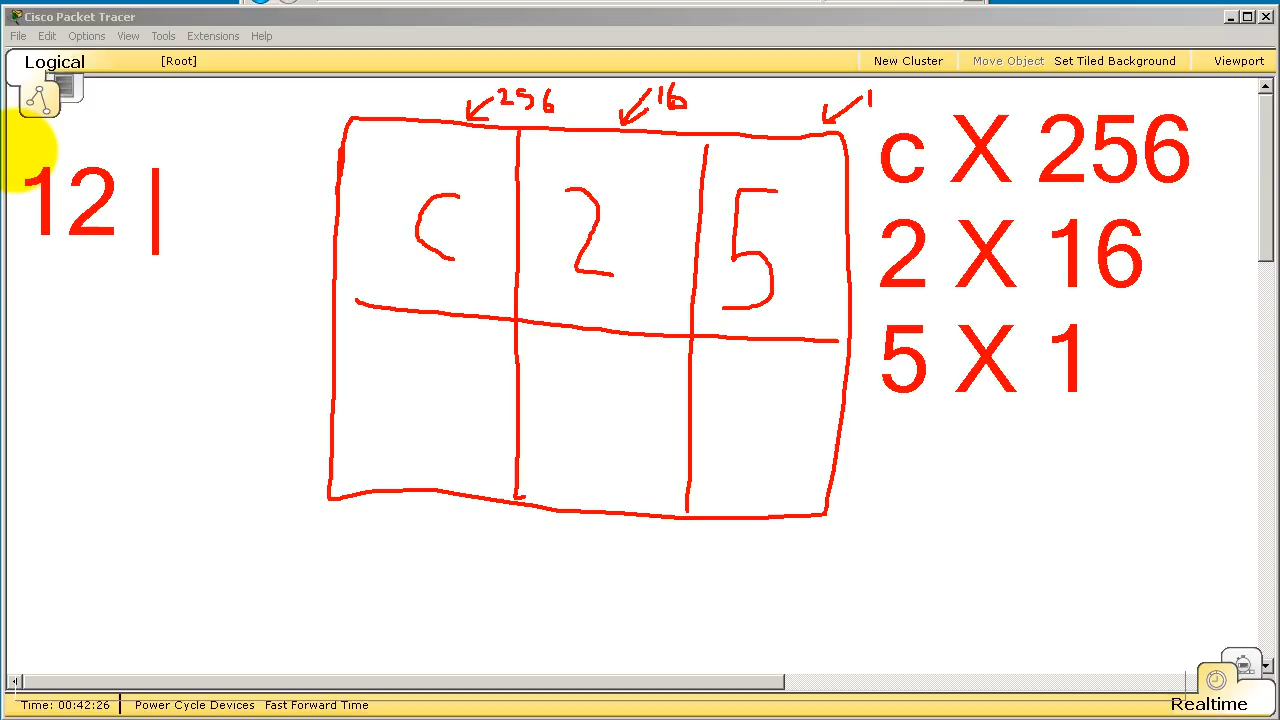 Cisco Packet Tracer
File Edit Options View Tools Extensions Help
Logical [Root] New Cluster Move Object Set Tiled Background Viewport
256 16 1
12 |
c 2 5
c X 256
2 X 16
5 X 1
Time: 00:42:26 Power Cycle Devices Fast Forward Time Realtime